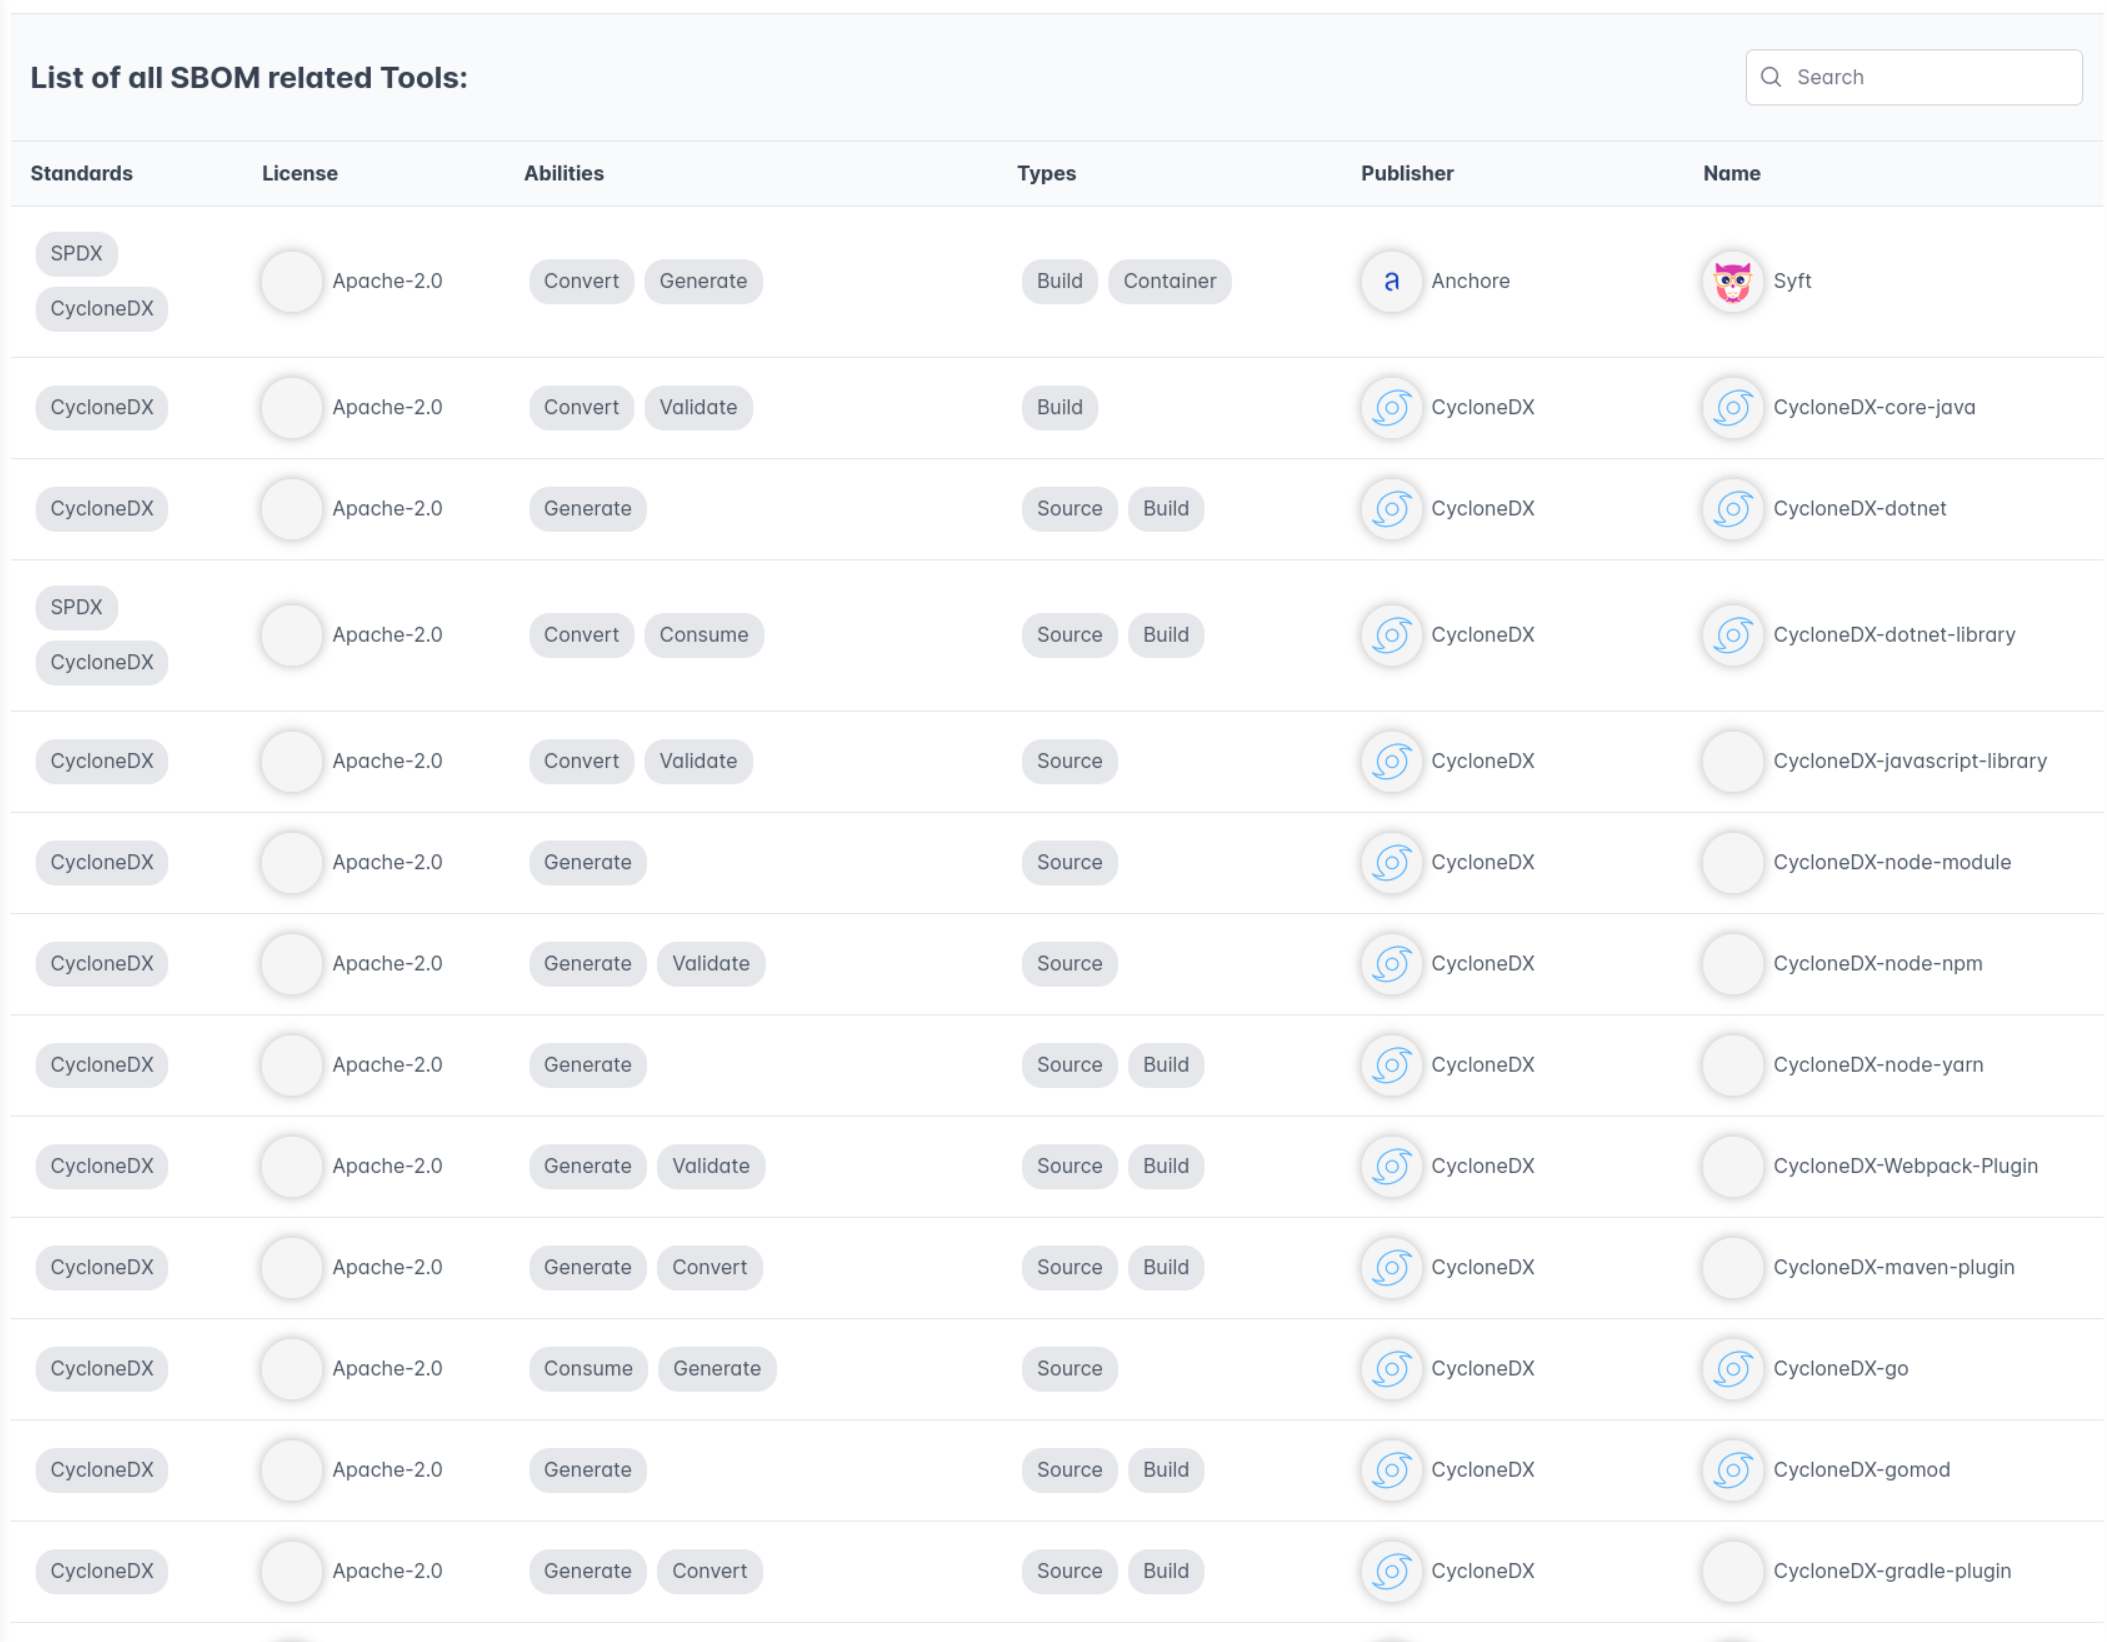 List of all SBOM related Tools:
Search
Standards License Abilities Types Publisher Name
SPDX
CycloneDX
Apache-2.0 Convert Generate Build Container a Anchore Syft
CycloneDX Apache-2.0 Convert Validate Build CycloneDX CycloneDX-core-java
CycloneDX Apache-2.0 Generate Source Build CycloneDX CycloneDX-dotnet
SPDX
CycloneDX
Apache-2.0 Convert Consume Source Build CycloneDX CycloneDX-dotnet-library
CycloneDX Apache-2.0 Convert Validate Source CycloneDX CycloneDX-javascript-library
CycloneDX Apache-2.0 Generate Source CycloneDX CycloneDX-node-module
CycloneDX Apache-2.0 Generate Validate Source CycloneDX CycloneDX-node-npm
CycloneDX Apache-2.0 Generate Source Build CycloneDX CycloneDX-node-yarn
CycloneDX Apache-2.0 Generate Validate Source Build CycloneDX CycloneDX-Webpack-Plugin
CycloneDX Apache-2.0 Generate Convert Source Build CycloneDX CycloneDX-maven-plugin
CycloneDX Apache-2.0 Consume Generate Source CycloneDX CycloneDX-go
CycloneDX Apache-2.0 Generate Source Build CycloneDX CycloneDX-gomod
CycloneDX Apache-2.0 Generate Convert Source Build CycloneDX CycloneDX-gradle-plugin